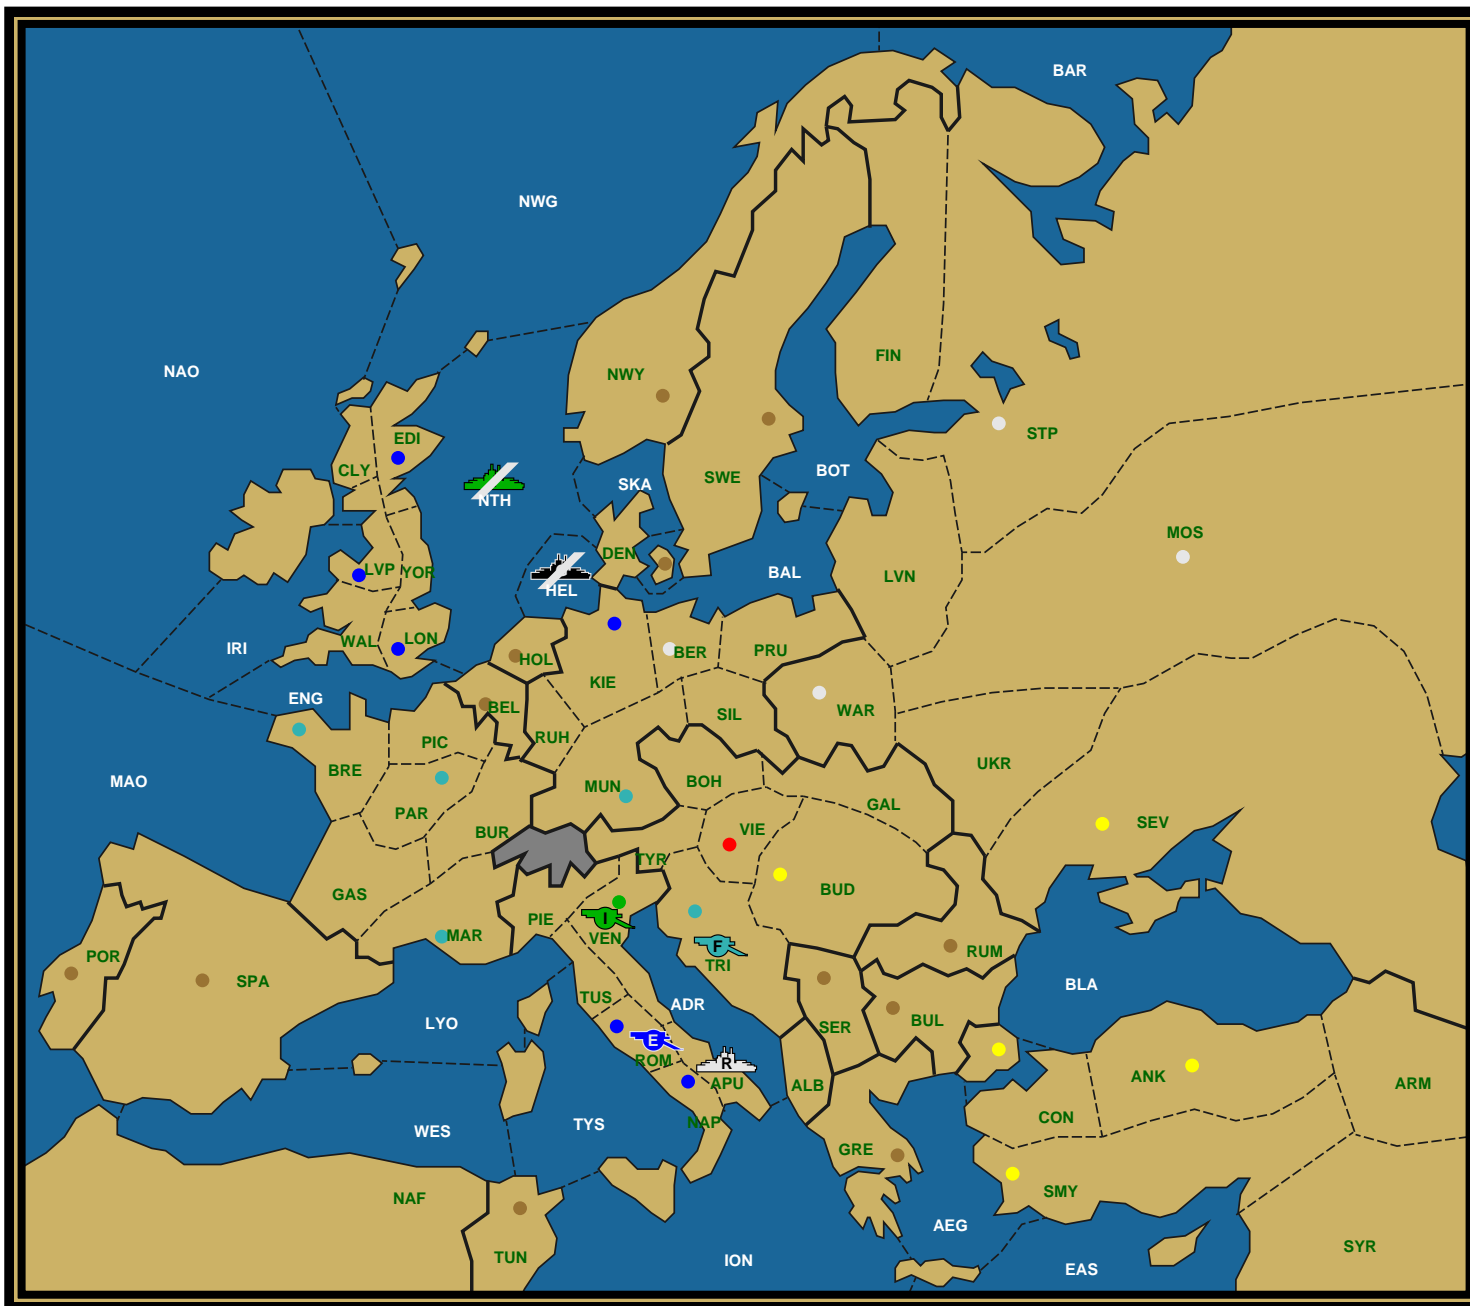 BAR
NWG
NAO
FIN
NWY
EDI
STP
CLY
SKA
BOT
SWE
NTH
MOS
DEN
LVP
YOR
BAL
LVN
HEL
IRI
WAL
LON
HOL
BER
PRU
KIE
ENG
BEL
SIL
WAR
PIC
RUH
UKR
BRE
MAO
MUN
BOH
GAL
PAR
BUR
VIE
SEV
TYR
GAS
BUD
I
PIE
VEN
MAR
F
POR
SPA
TRI
RUM
BLA
TUS
ADR
LYO
SER
BUL
E
ROM
R
APU
ALB
ANK
ARM
CON
NAP
TYS
WES
GRE
NAF
SMY
AEG
TUN
ION
EAS
SYR